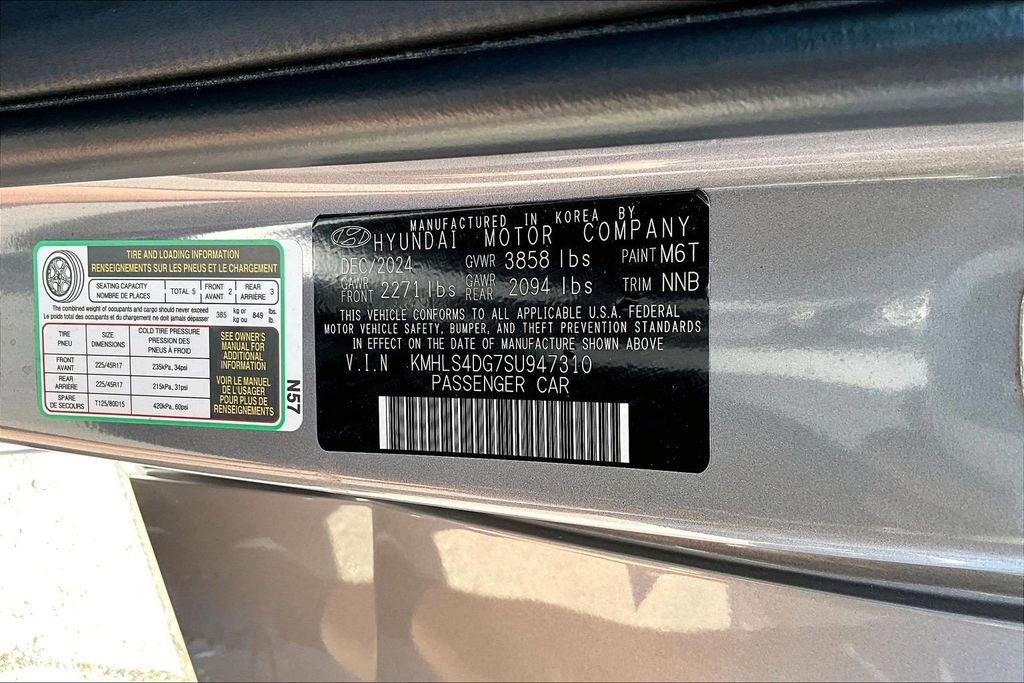 TIRE AND LOADING INFORMATION
RENSEIGNEMENTS SUR LES PNEUS ET LE CHARGEMENT
SEATING CAPACITY
NOMBRE DE PLACES
TOTAL 5
FRONT
AVANT 2
REAR
ARRIÈRE 3
The combined weight of occupants and cargo should never exceed 385 kg or 849 lbs.
Le poids total des occupants et du chargement ne doit jamais dépasser kg ou lb.
TIRE
PNEU
SIZE
DIMENSIONS
COLD TIRE PRESSURE
PRESSION DES
PNEUS À FROID
FRONT
AVANT
225/45R17
235kPa, 34psi
REAR
ARRIERE
225/45R17
215kPa, 31psi
SPARE
DE SECOURS
T125/80D15
420kPa, 60psi
SEE OWNER'S
MANUAL FOR
ADDITIONAL
INFORMATION
VOIR LE MANUEL
DE L'USAGER
POUR PLUS DE
RENSEIGNEMENTS
N57
MANUFACTURED IN KOREA BY
HYUNDAI MOTOR COMPANY
DEC/2024 GVWR 3858 lbs PAINT M6T
GAWR FRONT 2271 lbs GAWR REAR 2094 lbs TRIM NNB
THIS VEHICLE CONFORMS TO ALL APPLICABLE U.S.A. FEDERAL
MOTOR VEHICLE SAFETY, BUMPER, AND THEFT PREVENTION STANDARDS
IN EFFECT ON THE DATE OF MANUFACTURE SHOWN ABOVE
V.I.N KMHLS4DG7SU947310
PASSENGER CAR